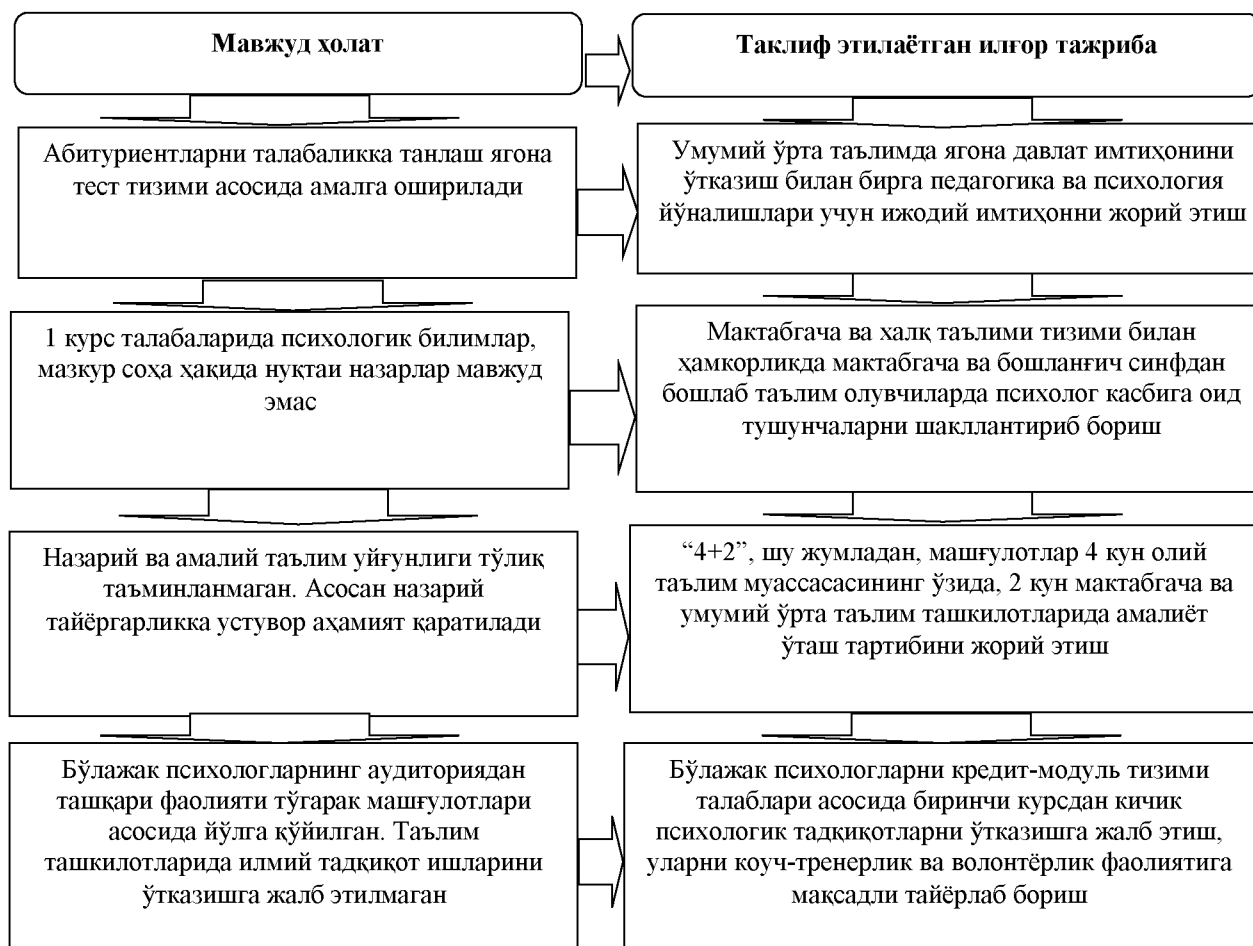 Мавжуд ҳолат
Таклиф этилаётган илғор тажриба
Абитуриентларни талабаликка танлаш ягона
тест тизими асосида амалга оширилади
Умумий ўрта таълимда ягона давлат имтиҳонини
ўтказиш билан бирга педагогика ва психология
йўналишлари учун ижодий имтиҳонни жорий этиш
1 курс талабаларида психологик билимлар,
мазкур соҳа ҳақида нуқтаи назарлар мавжуд
эмас
Мактабгача ва халқ таълими тизими билан
ҳамкорликда мактабгача ва бошланғич синфдан
бошлаб таълим олувчиларда психолог касбига оид
тушунчаларни шакллантириб бориш
Назарий ва амалий таълим уйғунлиги тўлиқ
таъминланмаган. Асосан назарий
тайёргарликка устувор аҳамият қаратилади
“4+2”, шу жумладан, машғулотлар 4 кун олий
таълим муассасасининг ўзида, 2 кун мактабгача ва
умумий ўрта таълим ташкилотларида амалиёт
ўташ тартибини жорий этиш
Бўлажак психологларнинг аудиториядан
ташқари фаолияти тўгарак машғулотлари
асосида йўлга қўйилган. Таълим
ташкилотларида илмий тадқиқот ишларини
ўтказишга жалб этилмаган
Бўлажак психологларни кредит-модуль тизими
талаблари асосида биринчи курсдан кичик
психологик тадқиқотларни ўтказишга жалб этиш,
уларни коуч-тренерлик ва волонтёрлик фаолиятига
мақсадли тайёрлаб бориш